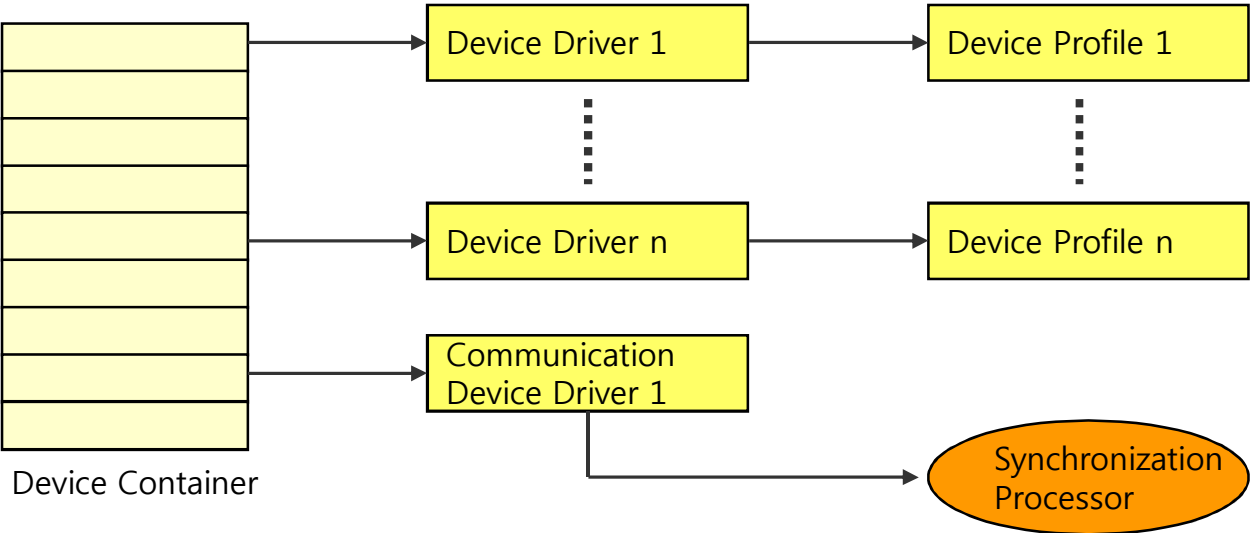 Device Driver 1
Device Profile 1
Device Driver n
Device Profile n
Communication
Device Driver 1
Device Container
Synchronization
Processor